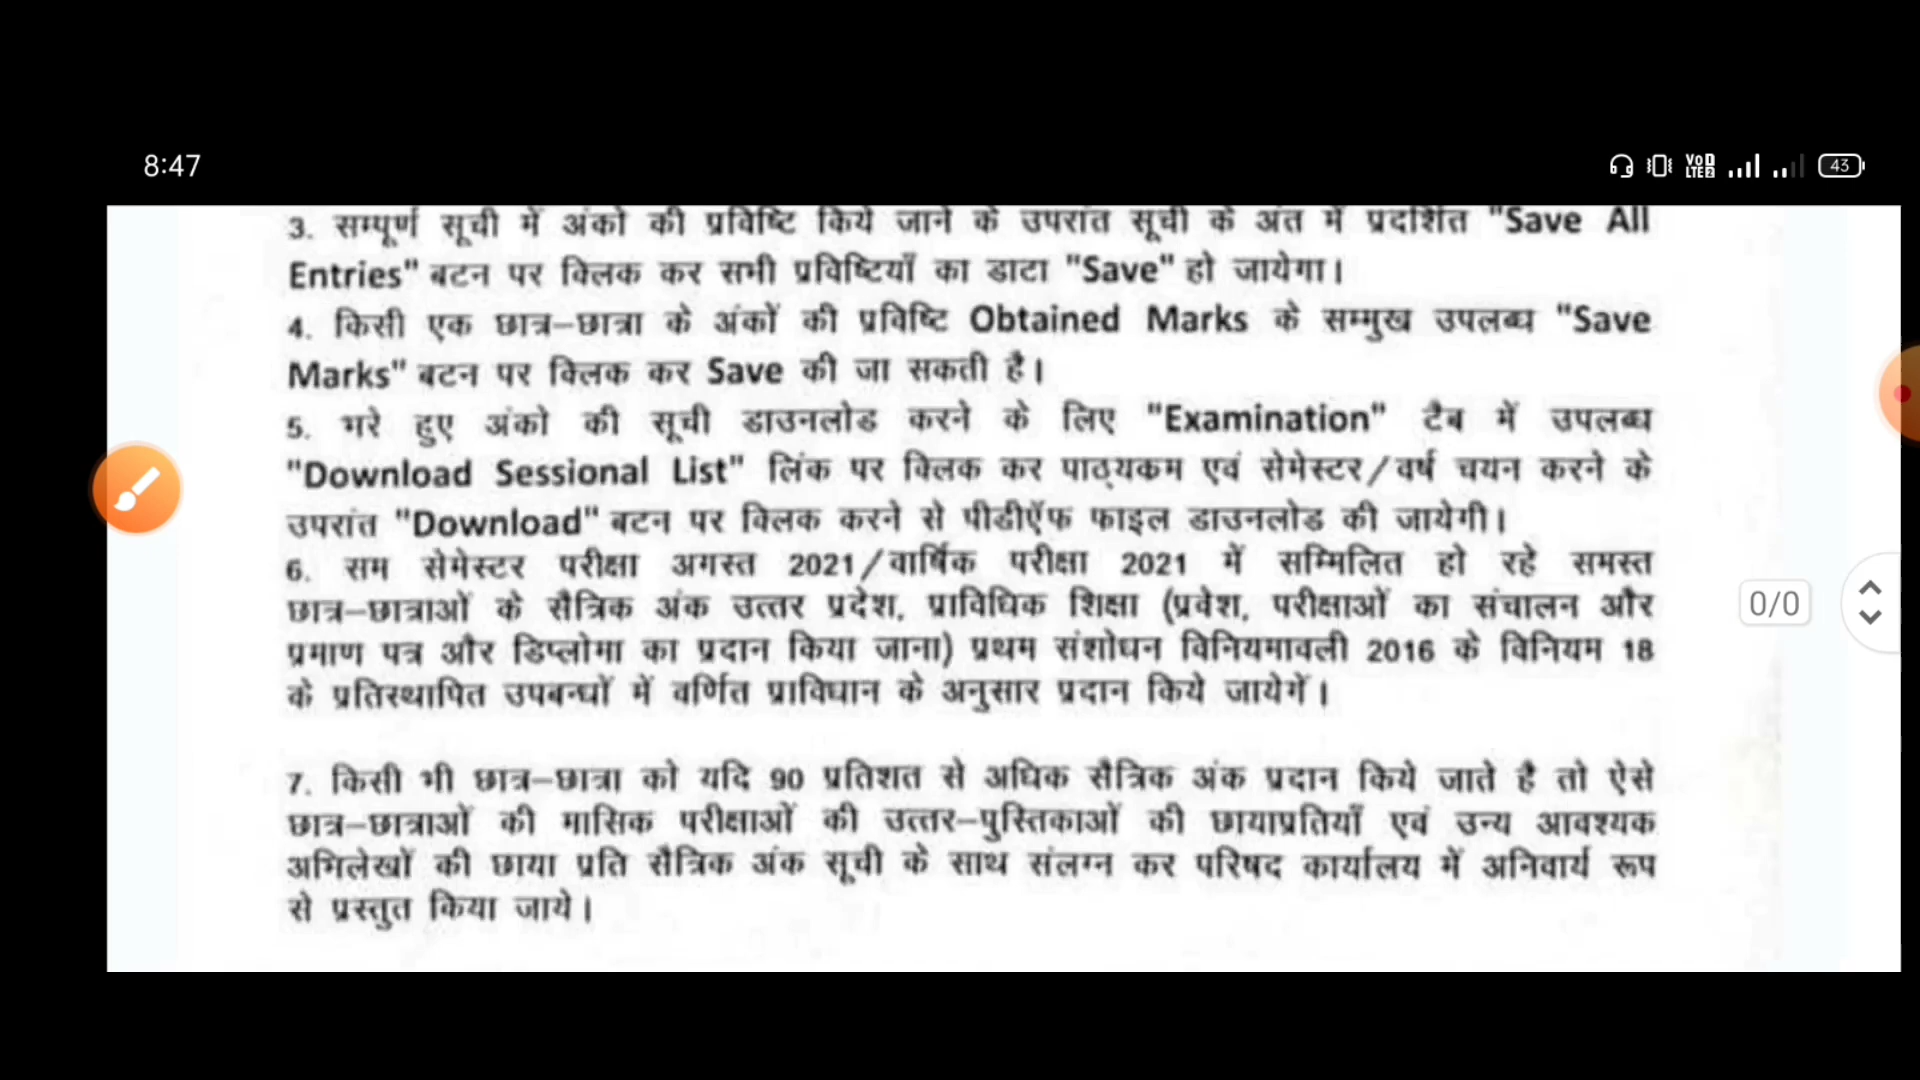 8:47
VoD LTE2
43
3. सम्पूर्ण सूची में अंको की प्रविष्टि किये जाने के उपरांत सूची के अंत में प्रदर्शित "Save All
Entries" बटन पर क्लिक कर सभी प्रविष्टियाँ का डाटा "Save" हो जायेगा।
4. किसी एक छात्र–छात्रा के अंकों की प्रविष्टि Obtained Marks के सम्मुख उपलब्ध "Save
Marks" बटन पर क्लिक कर Save की जा सकती है।
5. भरे हुए अंको की सूची डाउनलोड करने के लिए "Examination" टैब में उपलब्ध
"Download Sessional List" लिंक पर क्लिक कर पाठ्यकम एवं सेमेस्टर/वर्ष चयन करने के
उपरांत "Download" बटन पर क्लिक करने से पीडीऍफ फाइल डाउनलोड की जायेगी।
6. सम सेमेस्टर परीक्षा अगस्त 2021/वार्षिक परीक्षा 2021 में सम्मिलित हो रहे समस्त
छात्र–छात्राओं के सैत्रिक अंक उत्तर प्रदेश, प्राविधिक शिक्षा (प्रवेश, परीक्षाओं का संचालन और
प्रमाण पत्र और डिप्लोमा का प्रदान किया जाना) प्रथम संशोधन विनियमावली 2016 के विनियम 18
के प्रतिस्थापित उपबन्धों में वर्णित प्राविधान के अनुसार प्रदान किये जायेगें।
7. किसी भी छात्र–छात्रा को यदि 90 प्रतिशत से अधिक सैत्रिक अंक प्रदान किये जाते है तो ऐसे
छात्र–छात्राओं की मासिक परीक्षाओं की उत्तर–पुस्तिकाओं की छायाप्रतियाँ एवं उन्य आवश्यक
अभिलेखों की छाया प्रति सैत्रिक अंक सूची के साथ संलग्न कर परिषद कार्यालय में अनिवार्य रूप
से प्रस्तुत किया जाये।
0/0